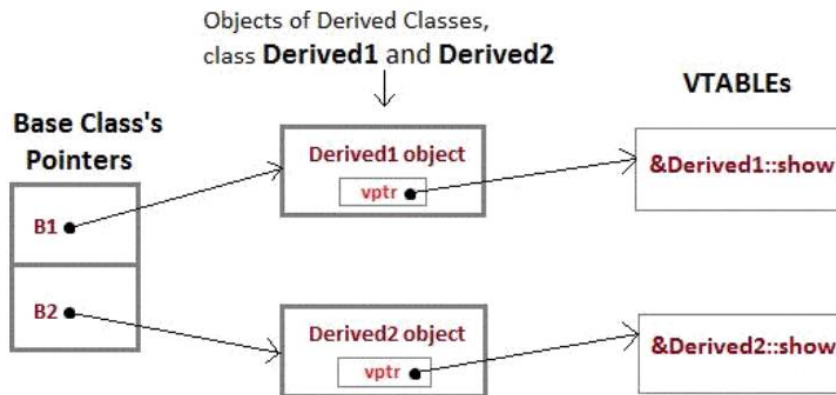 Objects of Derived Classes,
class Derived1 and Derived2
VTABLEs
Base Class's
Pointers
Derived1 object
vptr
&Derived1::show
B1
B2
Derived2 object
vptr
&Derived2::show